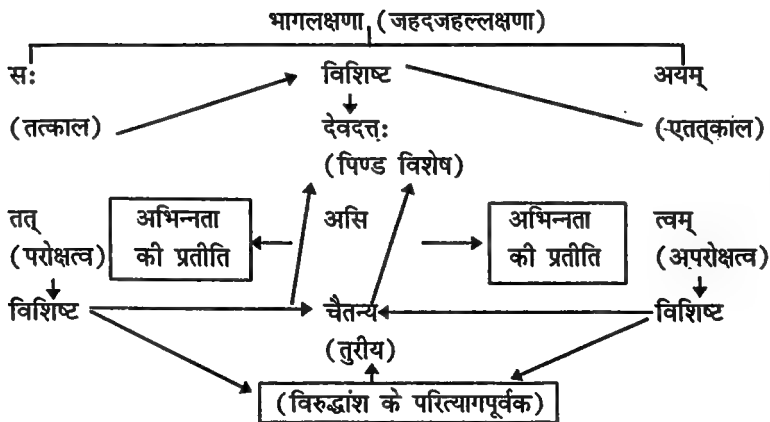 भागलक्षणा (जहदजहल्लक्षणा)
सः विशिष्ट अयम्
(तत्काल) देवदत्तः (एतत्काल)
(पिण्ड विशेष)
तत् अभिन्नता असि अभिन्नता त्वम्
(परोक्षत्व) की प्रतीति की प्रतीति (अपरोक्षत्व)
विशिष्ट चैतन्य विशिष्ट
(तुरीय)
(विरुद्धांश के परित्यागपूर्वक)